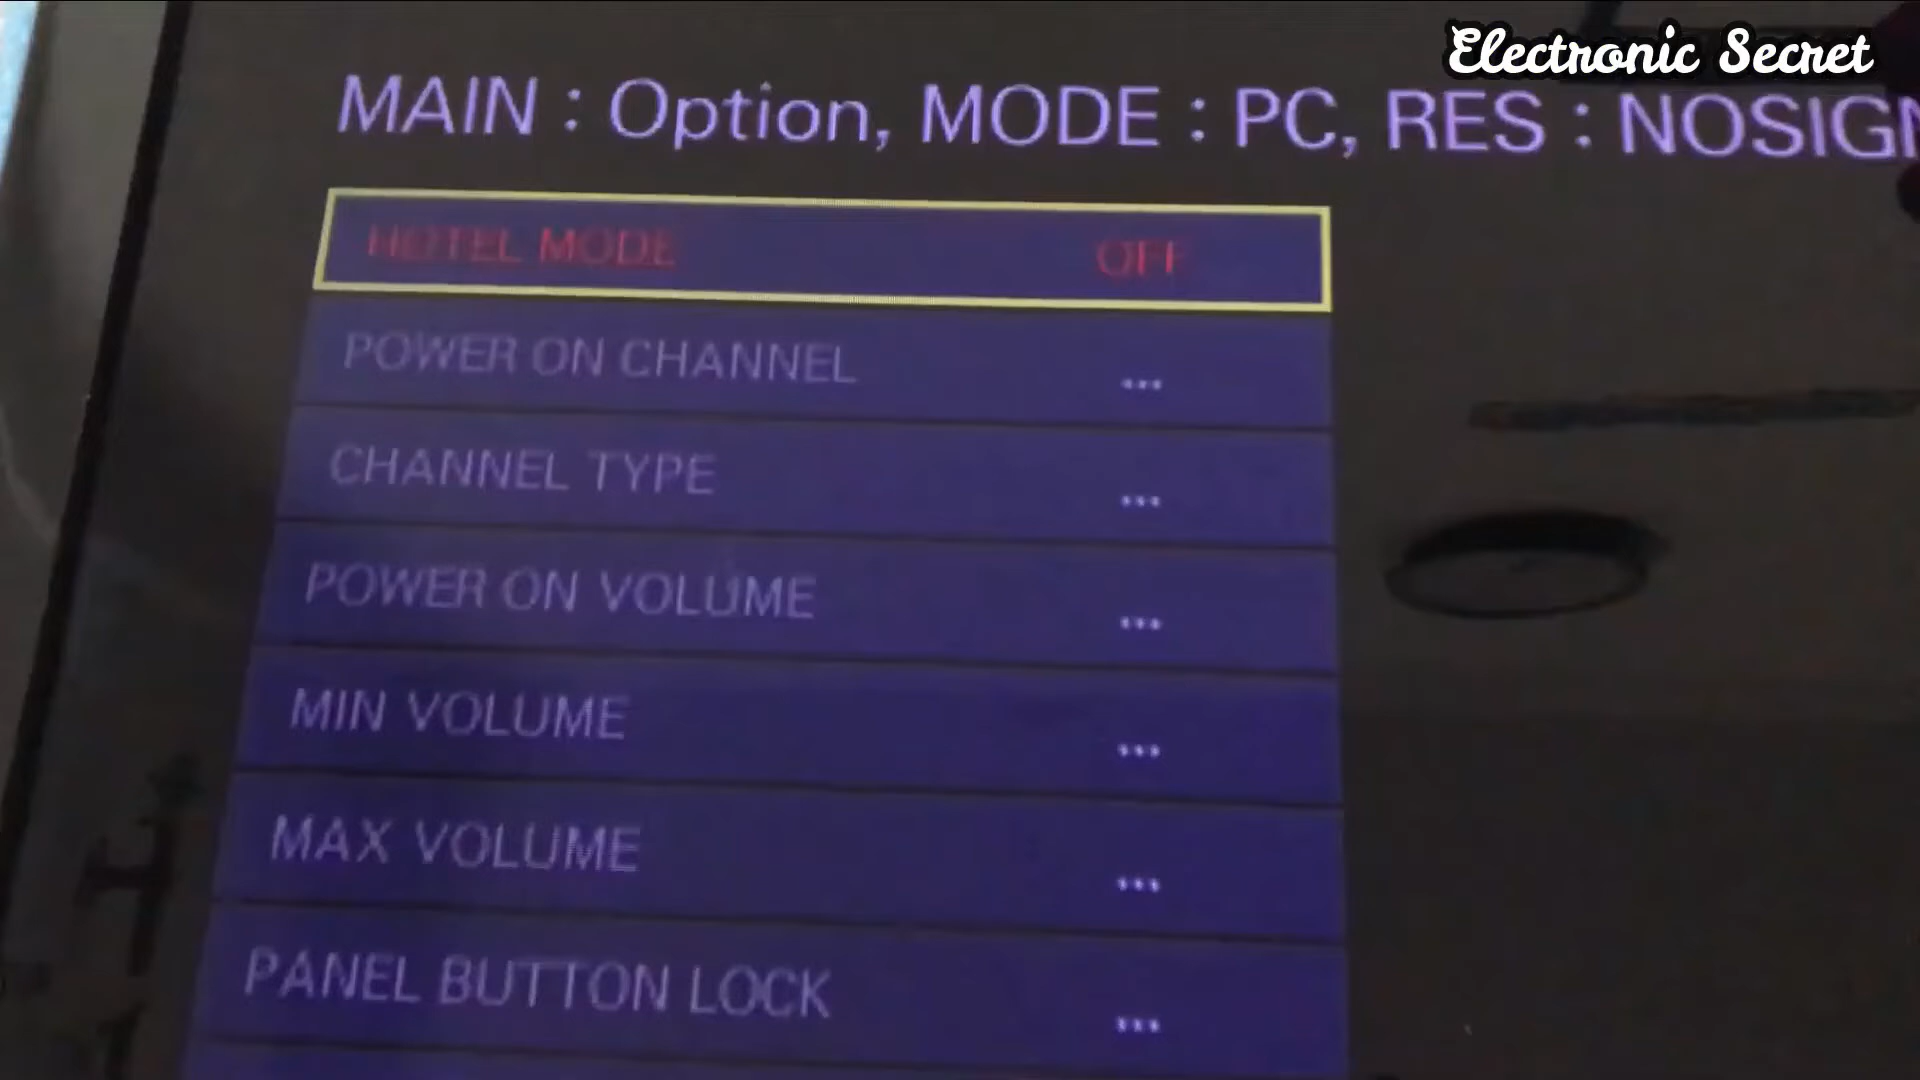 Electronic Secret
MAIN : Option, MODE : PC, RES : NOSIGN
HOTEL MODE OFF
POWER ON CHANNEL ...
CHANNEL TYPE ...
POWER ON VOLUME ...
MIN VOLUME ...
MAX VOLUME ...
PANEL BUTTON LOCK ...